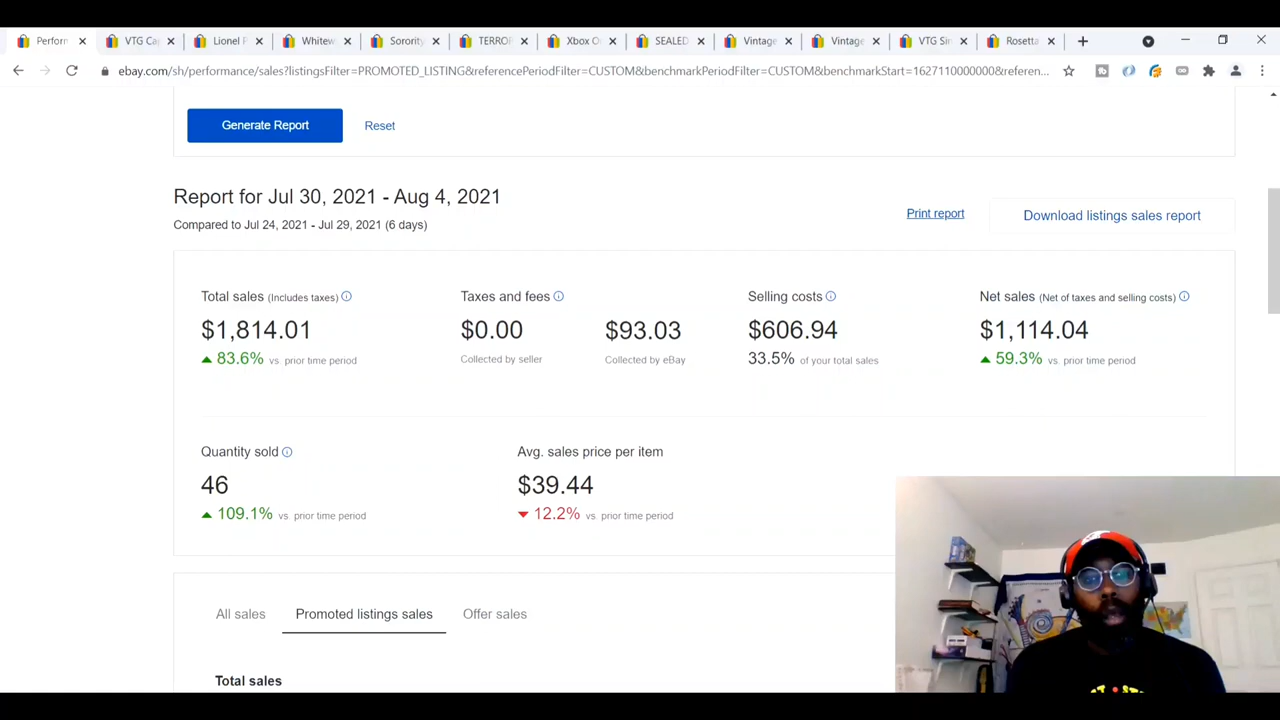 Perform
VTG Ca
Lionel P
Whitew
Sorority
TERROR
Xbox O
SEALED
Vintage
Vintage
VTG Sin
Rosetta
ebay.com/sh/performance/sales?listingsFilter=PROMOTED_LISTING&referencePeriodFilter=CUSTOM&benchmarkPeriodFilter=CUSTOM&benchmarkStart=1627110000000&referen...
Generate Report Reset
Report for Jul 30, 2021 - Aug 4, 2021
Compared to Jul 24, 2021 - Jul 29, 2021 (6 days)
Print report
Download listings sales report
Total sales (Includes taxes) Taxes and fees Selling costs Net sales (Net of taxes and selling costs)
$1,814.01 $0.00 $93.03 $606.94 $1,114.04
83.6% vs. prior time period Collected by seller Collected by eBay 33.5% of your total sales 59.3% vs. prior time period
Quantity sold Avg. sales price per item
46 $39.44
109.1% vs. prior time period 12.2% vs. prior time period
All sales Promoted listings sales Offer sales
Total sales